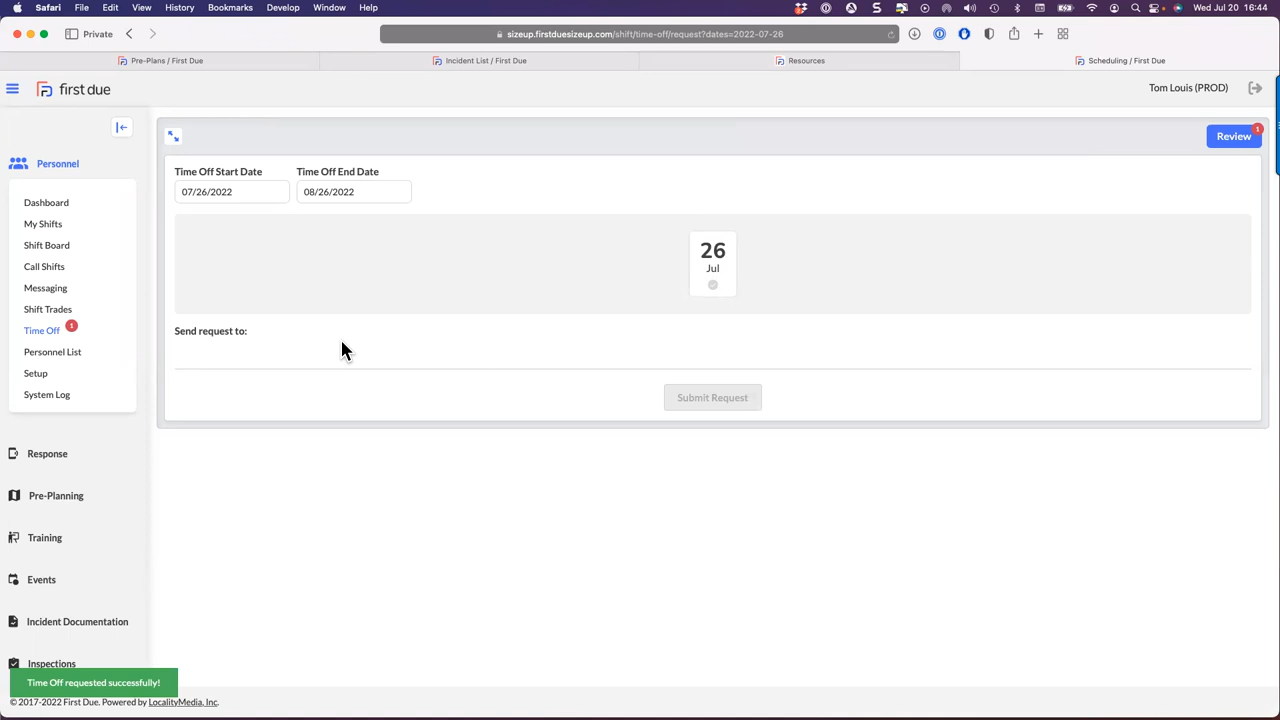 Safari File Edit View History Bookmarks Develop Window Help Wed Jul 20 16:44
Private sizeup.firstduesizeup.com/shift/time-off/request?dates=2022-07-26
Pre-Plans / First Due Incident List / First Due Resources Scheduling / First Due
first due Tom Louis (PROD)
Review 1
Personnel
Dashboard
My Shifts
Shift Board
Call Shifts
Messaging
Shift Trades
Time Off 1
Personnel List
Setup
System Log
Response
Pre-Planning
Training
Events
Incident Documentation
Inspections
Time Off Start Date Time Off End Date
07/26/2022 08/26/2022
26
Jul
Send request to:
Submit Request
Time Off requested successfully!
© 2017-2022 First Due. Powered by LocalityMedia, Inc.